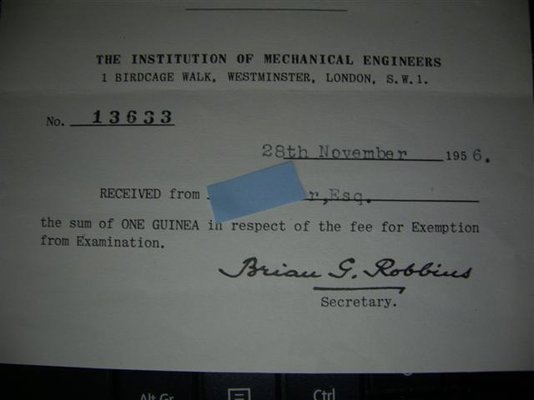 THE INSTITUTION OF MECHANICAL ENGINEERS
1 BIRDCAGE WALK, WESTMINSTER, LONDON, S.W.1.
No. 13633
28th November 1956.
RECEIVED from r, Esq.
the sum of ONE GUINEA in respect of the fee for Exemption
from Examination.
Brian G. Robbins
Secretary.
Alt Gr Ctrl